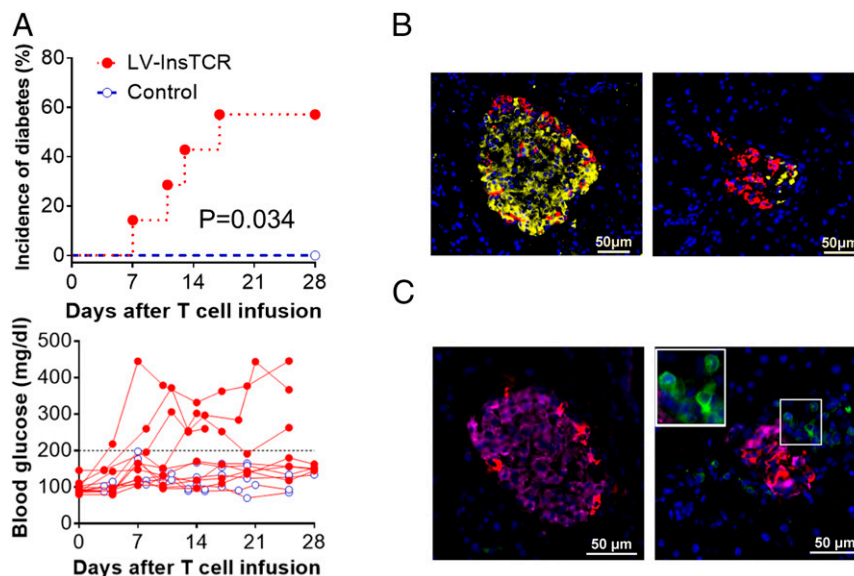 A
Incidence of diabetes (%)
80
60
40
20
0
LV-InsTCR
Control
P=0.034
0 7 14 21 28
Days after T cell infusion
Blood glucose (mg/dl)
500
400
300
200
100
0
0 7 14 21 28
Days after T cell infusion
B
50µm
50µm
C
50 µm
50 µm